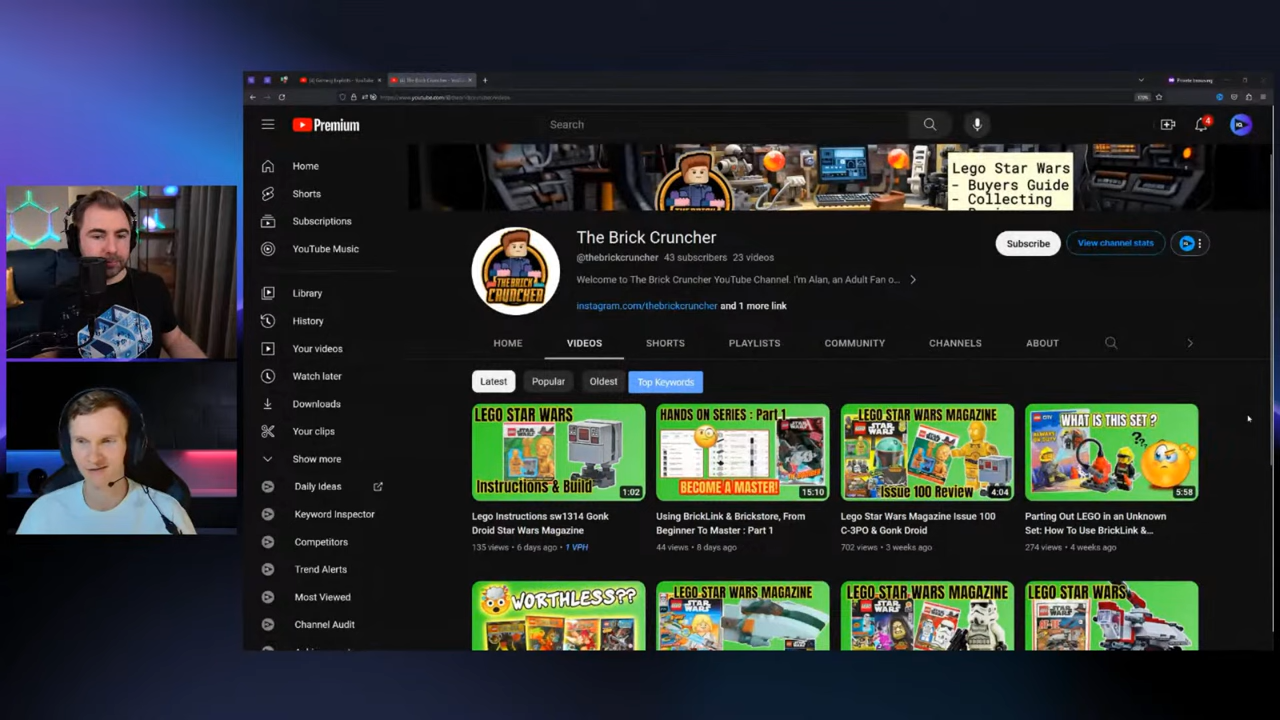 (4) Gaming Exploits - YouTube
Premium
Search
4
Home
Shorts
Subscriptions
YouTube Music
Library
History
Your videos
Watch later
Downloads
Your clips
Show more
Daily Ideas
Keyword Inspector
Competitors
Trend Alerts
Most Viewed
Channel Audit
Lego Star Wars
- Buyers Guide
- Collecting
THE BRICK
CRUNCHER
The Brick Cruncher
@thebrickcruncher 43 subscribers 23 videos
Welcome to The Brick Cruncher YouTube Channel. I'm Alan, an Adult Fan o...
instagram.com/thebrickcruncher and 1 more link
Subscribe
View channel stats
HOME VIDEOS SHORTS PLAYLISTS COMMUNITY CHANNELS ABOUT
Latest Popular Oldest Top Keywords
LEGO STAR WARS
Instructions & Build
1:02
Lego Instructions sw1314 Gonk
Droid Star Wars Magazine
135 views • 6 days ago • 1 VPH
HANDS ON SERIES : Part 1
BECOME A MASTER!
15:10
Using BrickLink & Brickstore, From
Beginner To Master : Part 1
44 views • 8 days ago
LEGO STAR WARS MAGAZINE
Issue 100 Review
4:04
Lego Star Wars Magazine Issue 100
C-3PO & Gonk Droid
702 views • 3 weeks ago
WHAT IS THIS SET ?
??
5:58
Parting Out LEGO in an Unknown
Set: How To Use BrickLink &...
274 views • 4 weeks ago
WORTHLESS??
LEGO STAR WARS MAGAZINE
LEGO STAR WARS MAGAZINE
LEGO STAR WARS